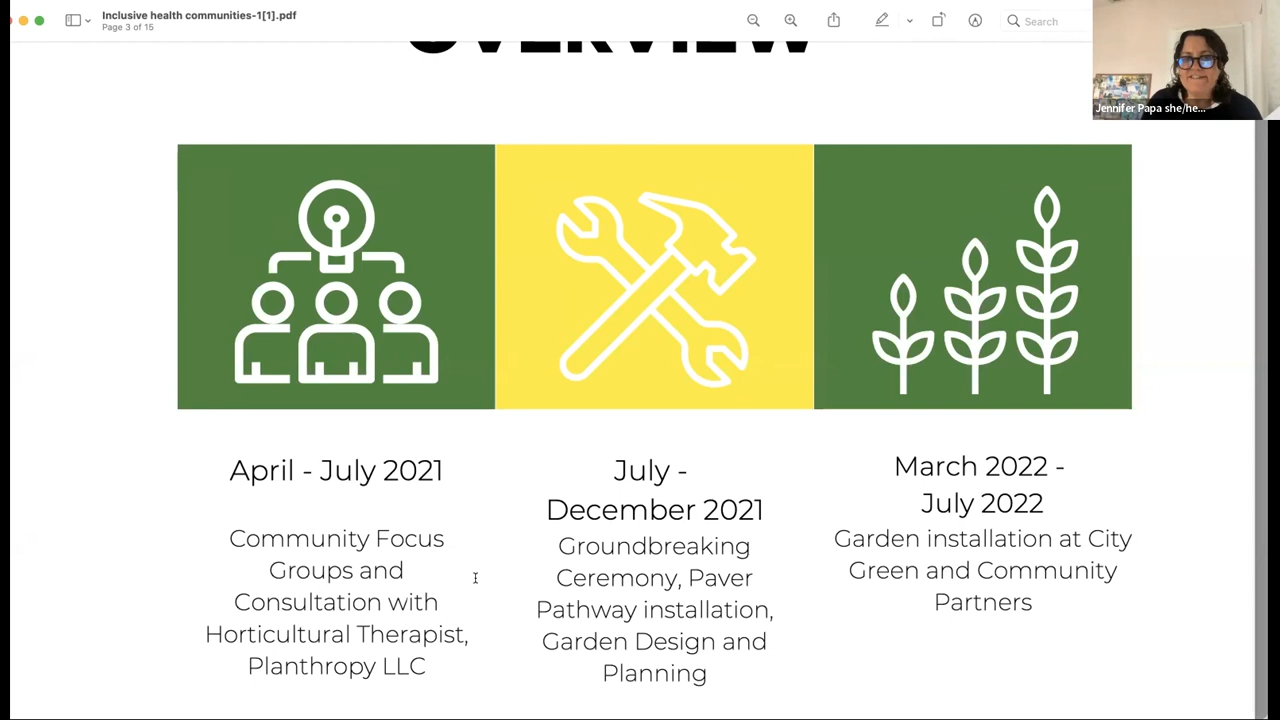 Inclusive health communities-1[1].pdf
Page 3 of 15
Search
Jennifer Papa she/he...
OVERVIEW
April - July 2021
Community Focus
Groups and
Consultation with
Horticultural Therapist,
Planthropy LLC
July -
December 2021
Groundbreaking
Ceremony, Paver
Pathway installation,
Garden Design and
Planning
March 2022 -
July 2022
Garden installation at City
Green and Community
Partners